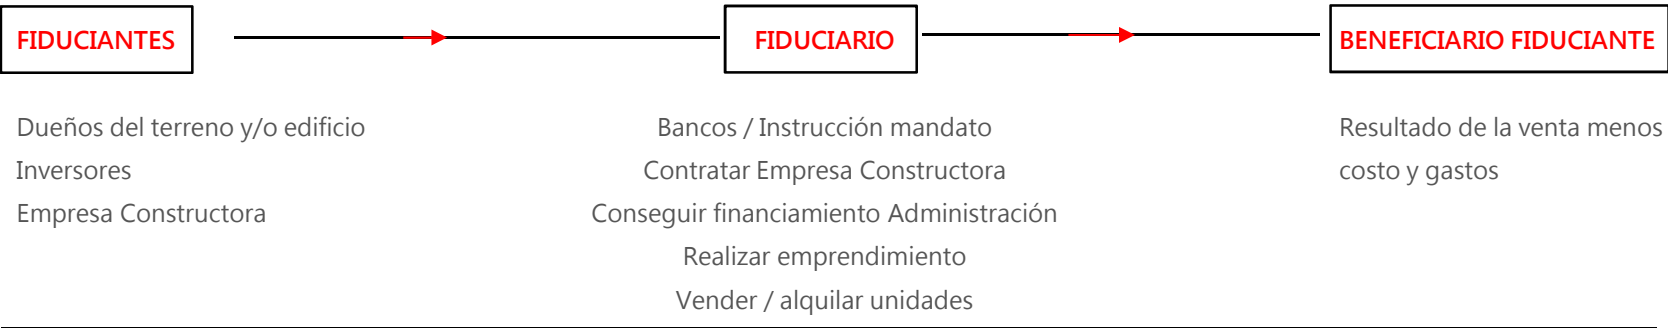 FIDUCIANTES
FIDUCIARIO
BENEFICIARIO FIDUCIANTE
Dueños del terreno y/o edificio
Inversores
Empresa Constructora
Bancos / Instrucción mandato
Contratar Empresa Constructora
Conseguir financiamiento Administración
Realizar emprendimiento
Vender / alquilar unidades
Resultado de la venta menos
costo y gastos